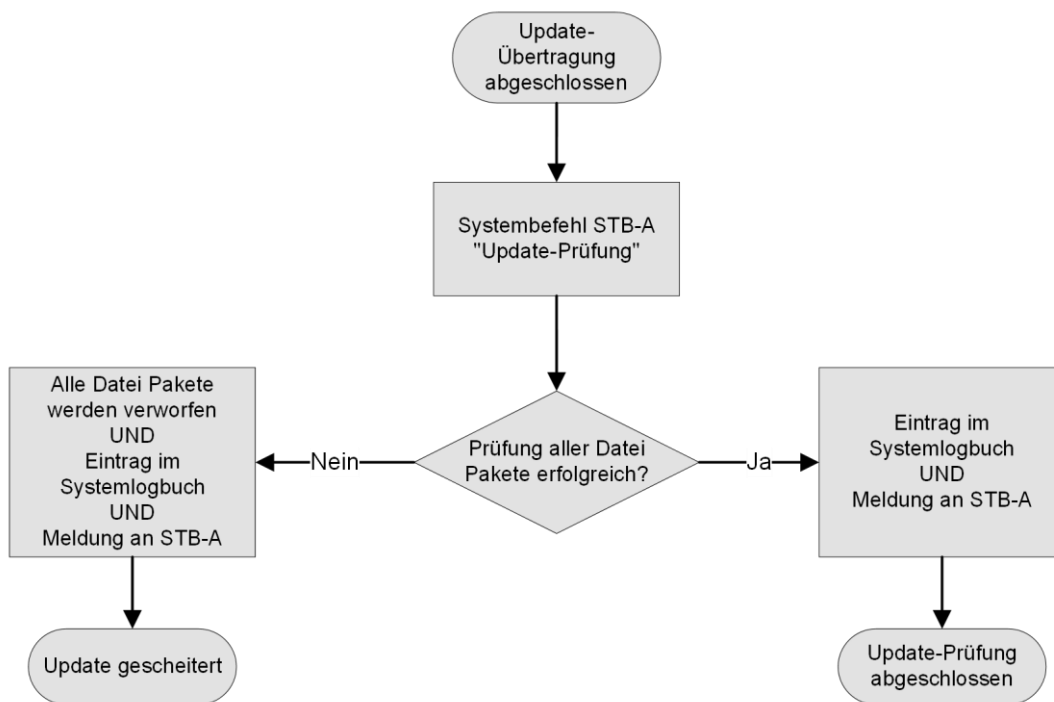 Update-
Übertragung
abgeschlossen
Systembefehl STB-A
"Update-Prüfung"
Alle Datei Pakete
werden verworfen
UND
Eintrag im
Systemlogbuch
UND
Meldung an STB-A
Nein
Prüfung aller Datei
Pakete erfolgreich?
Ja
Eintrag im
Systemlogbuch
UND
Meldung an STB-A
Update gescheitert
Update-Prüfung
abgeschlossen